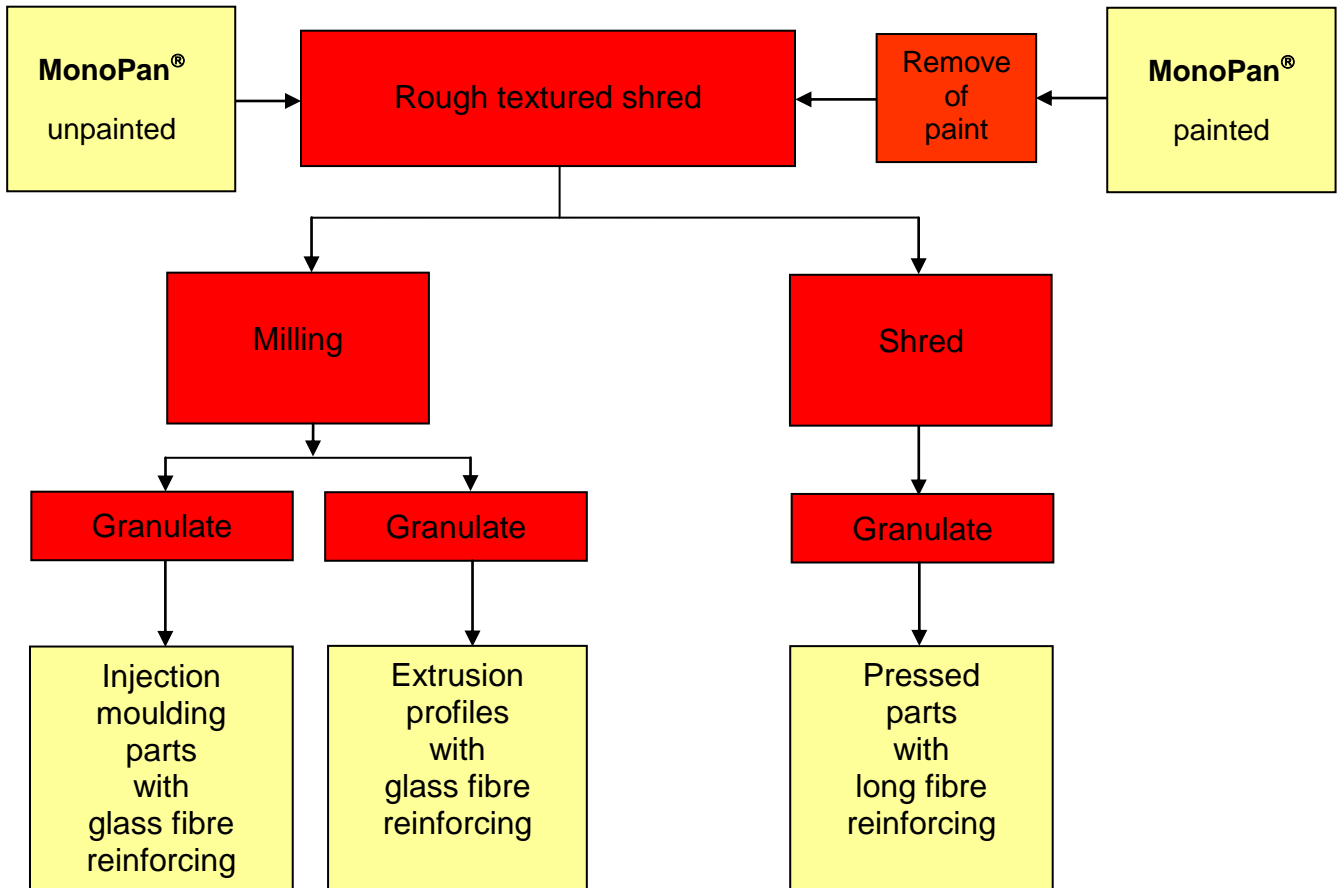 MonoPan®
unpainted
Rough textured shred
Remove
of
paint
MonoPan®
painted
Milling
Shred
Granulate
Granulate
Granulate
Injection
moulding
parts
with
glass fibre
reinforcing
Extrusion
profiles
with
glass fibre
reinforcing
Pressed
parts
with
long fibre
reinforcing